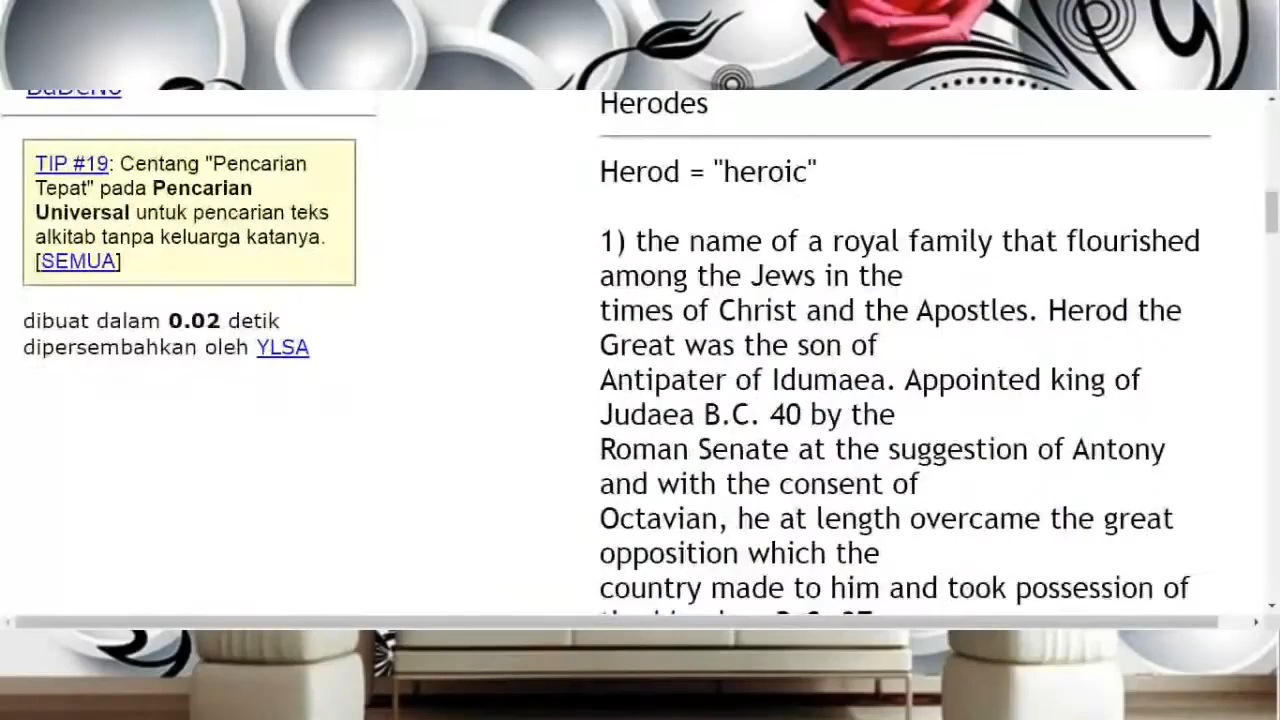 TIP #19: Centang "Pencarian
Tepat" pada Pencarian
Universal untuk pencarian teks
alkitab tanpa keluarga katanya.
[SEMUA]
dibuat dalam 0.02 detik
dipersembahkan oleh YLSA
Herodes
Herod = "heroic"
1) the name of a royal family that flourished
among the Jews in the
times of Christ and the Apostles. Herod the
Great was the son of
Antipater of Idumaea. Appointed king of
Judaea B.C. 40 by the
Roman Senate at the suggestion of Antony
and with the consent of
Octavian, he at length overcame the great
opposition which the
country made to him and took possession of